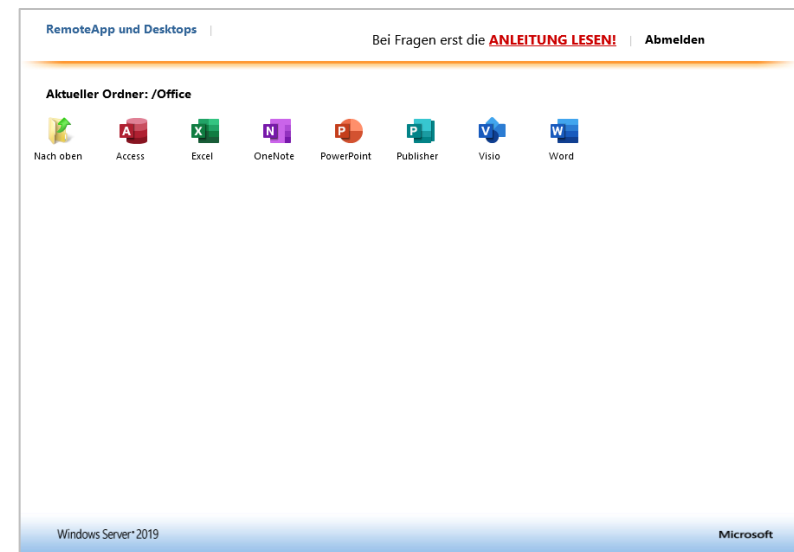 RemoteApp und Desktops
Bei Fragen erst die ANLEITUNG LESEN! Abmelden
Aktueller Ordner: /Office
Nach oben Access Excel OneNote PowerPoint Publisher Visio Word
Windows Server 2019 Microsoft